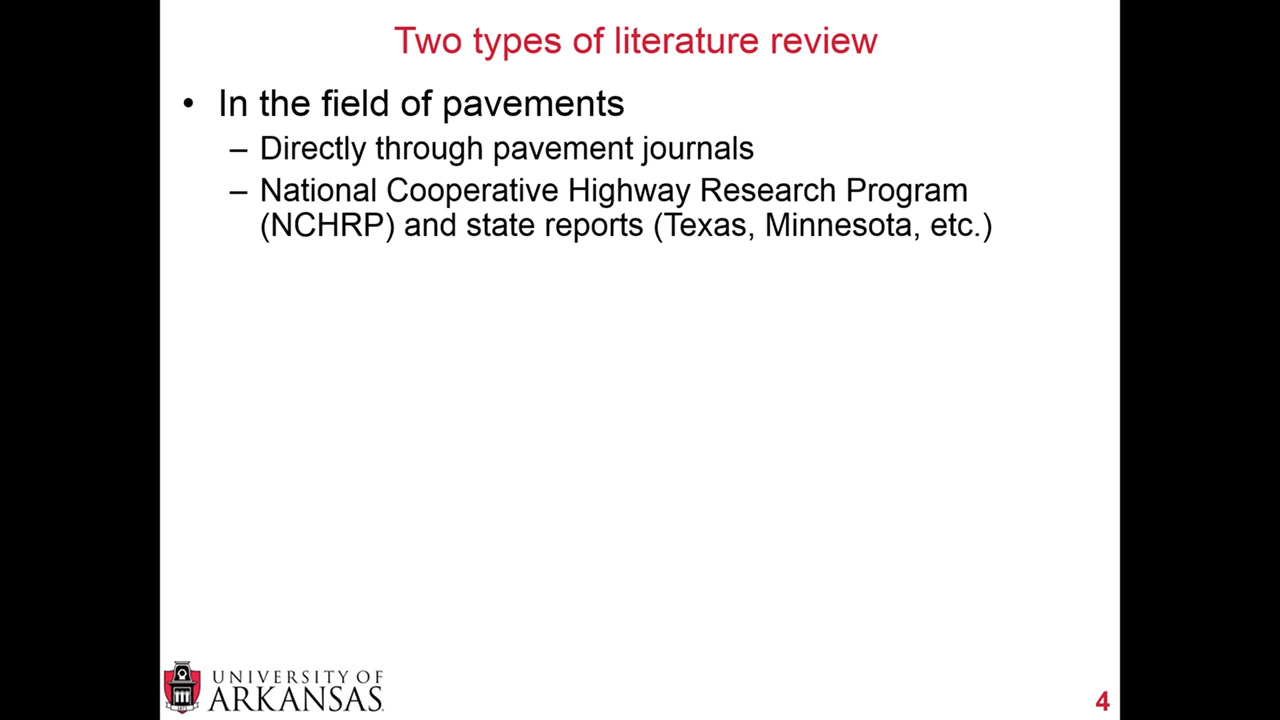 Two types of literature review
• In the field of pavements
– Directly through pavement journals
– National Cooperative Highway Research Program
(NCHRP) and state reports (Texas, Minnesota, etc.)
UNIVERSITY OF
ARKANSAS
4